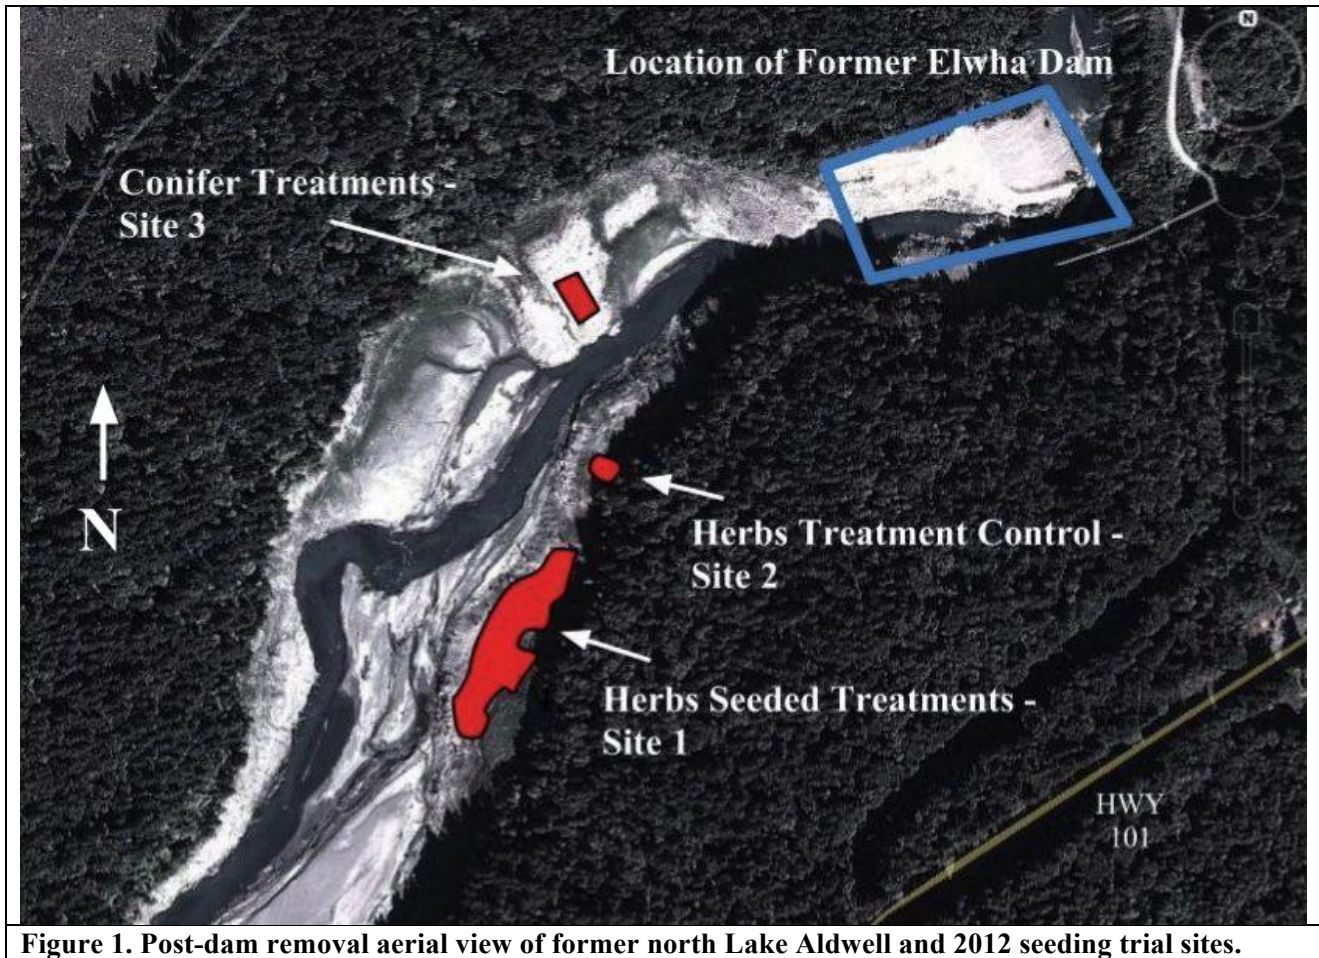 N
Location of Former Elwha Dam
Conifer Treatments -
Site 3
N
Herbs Treatment Control -
Site 2
Herbs Seeded Treatments -
Site 1
HWY
101
Figure 1. Post-dam removal aerial view of former north Lake Aldwell and 2012 seeding trial sites.